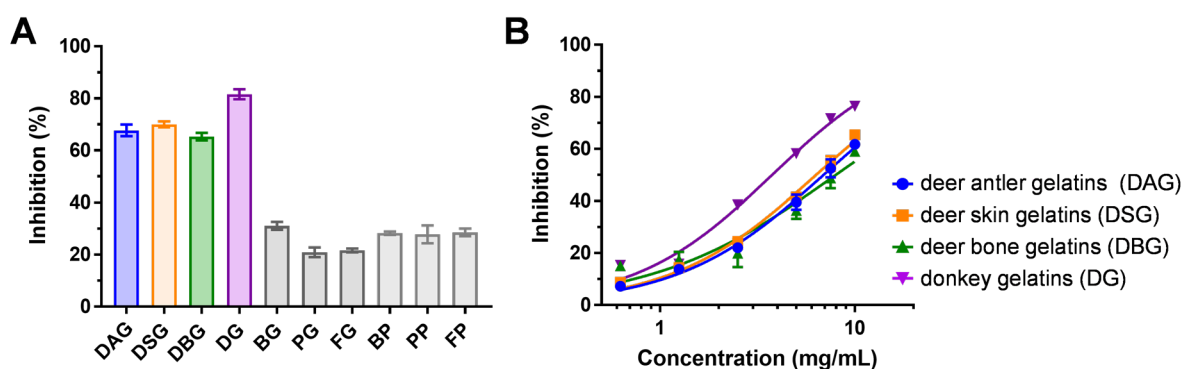 A
Inhibition (%)
100
80
60
40
20
0
DAG
DSG
DBG
DG
BG
PG
FG
BP
PP
FP
B
Inhibition (%)
100
80
60
40
20
0
1
10
Concentration (mg/mL)
deer antler gelatins (DAG)
deer skin gelatins (DSG)
deer bone gelatins (DBG)
donkey gelatins (DG)